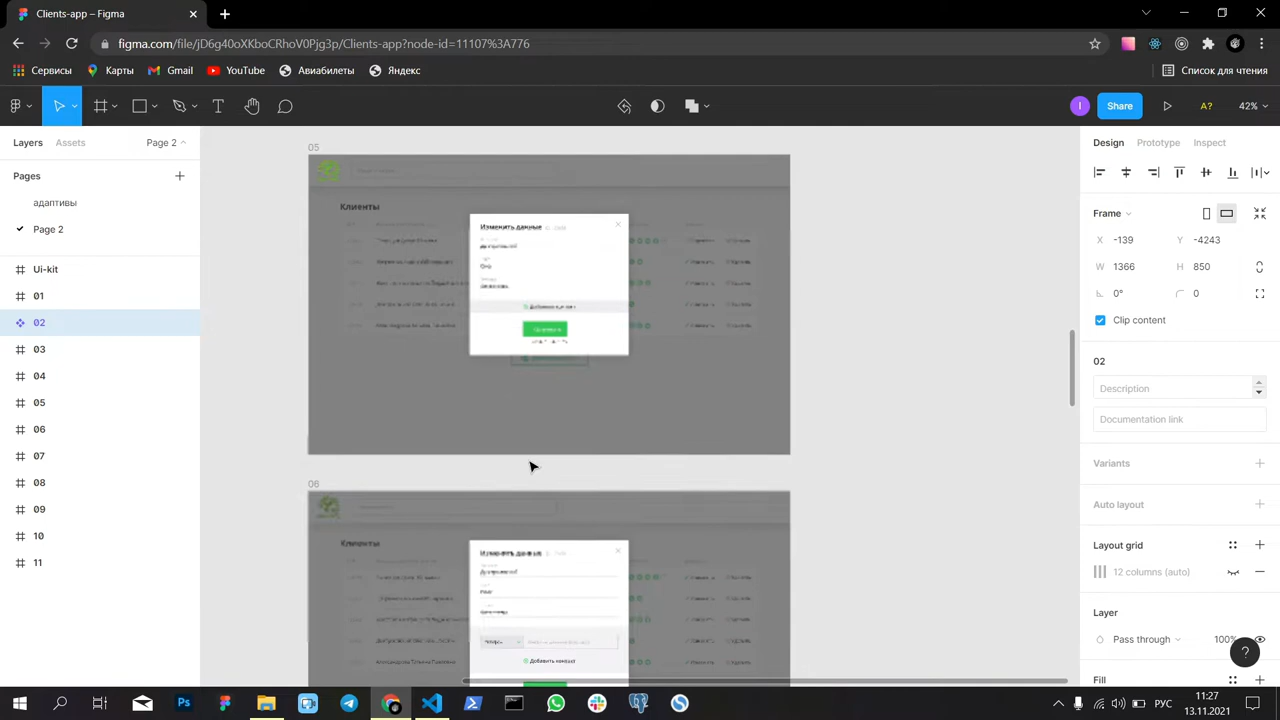 Clients-app
figma.com/file/jD6g40oXKboCRhoV0Pjg3p/Clients-app?node-id=11107%3A776
Сервисы Карты Gmail YouTube Авиабилеты Яндекс Список для чтения
Share A? 42%
Layers Assets Page 2
Pages
адаптивы
Page 2
Ui-kit
01
02
03
04
05
06
07
08
09
10
11
05
Клиенты
Изменить данные
06
Клиенты
Изменить данные
Добавить контакт
Design Prototype Inspect
Frame
X -139 Y -4243
W 1366 H 850
0° 0
Clip content
02
Description
Documentation link
Variants
Auto layout
Layout grid
12 columns (auto)
Layer
Pass through 100%
Fill
?
РУС
11:27
13.11.2021